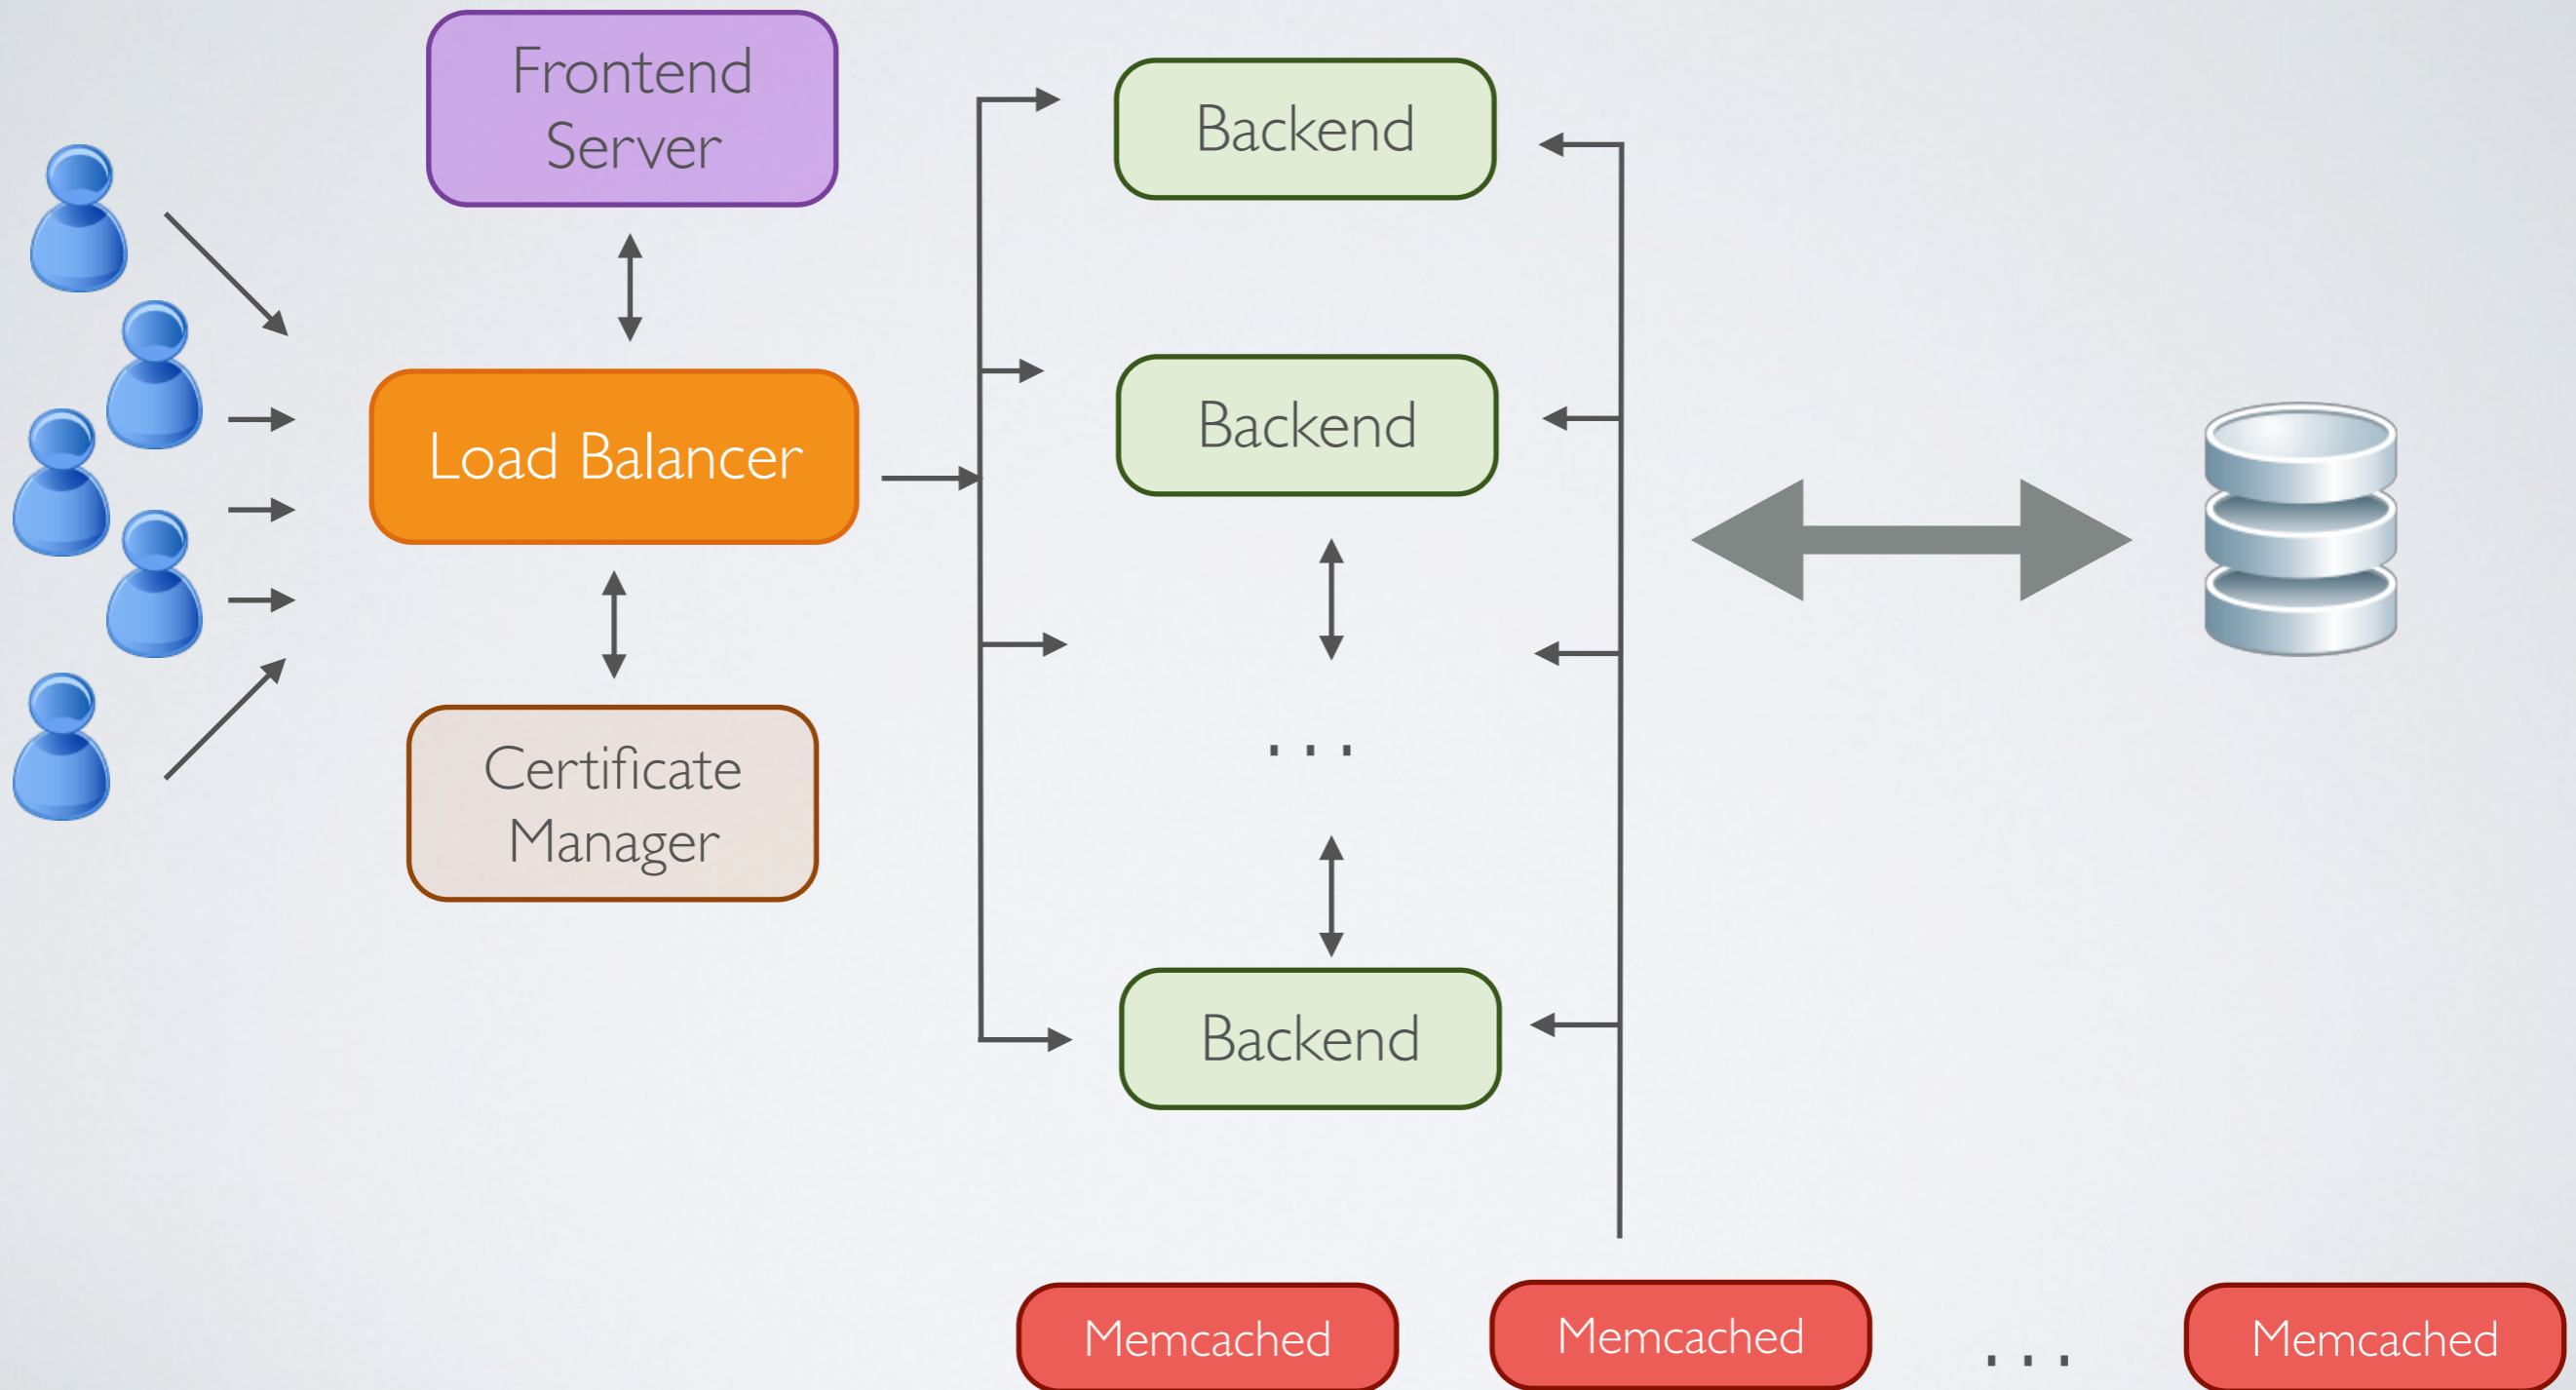 Frontend
Server
Load Balancer
Certificate
Manager
Backend
Backend
...
Backend
Memcached
Memcached
...
Memcached